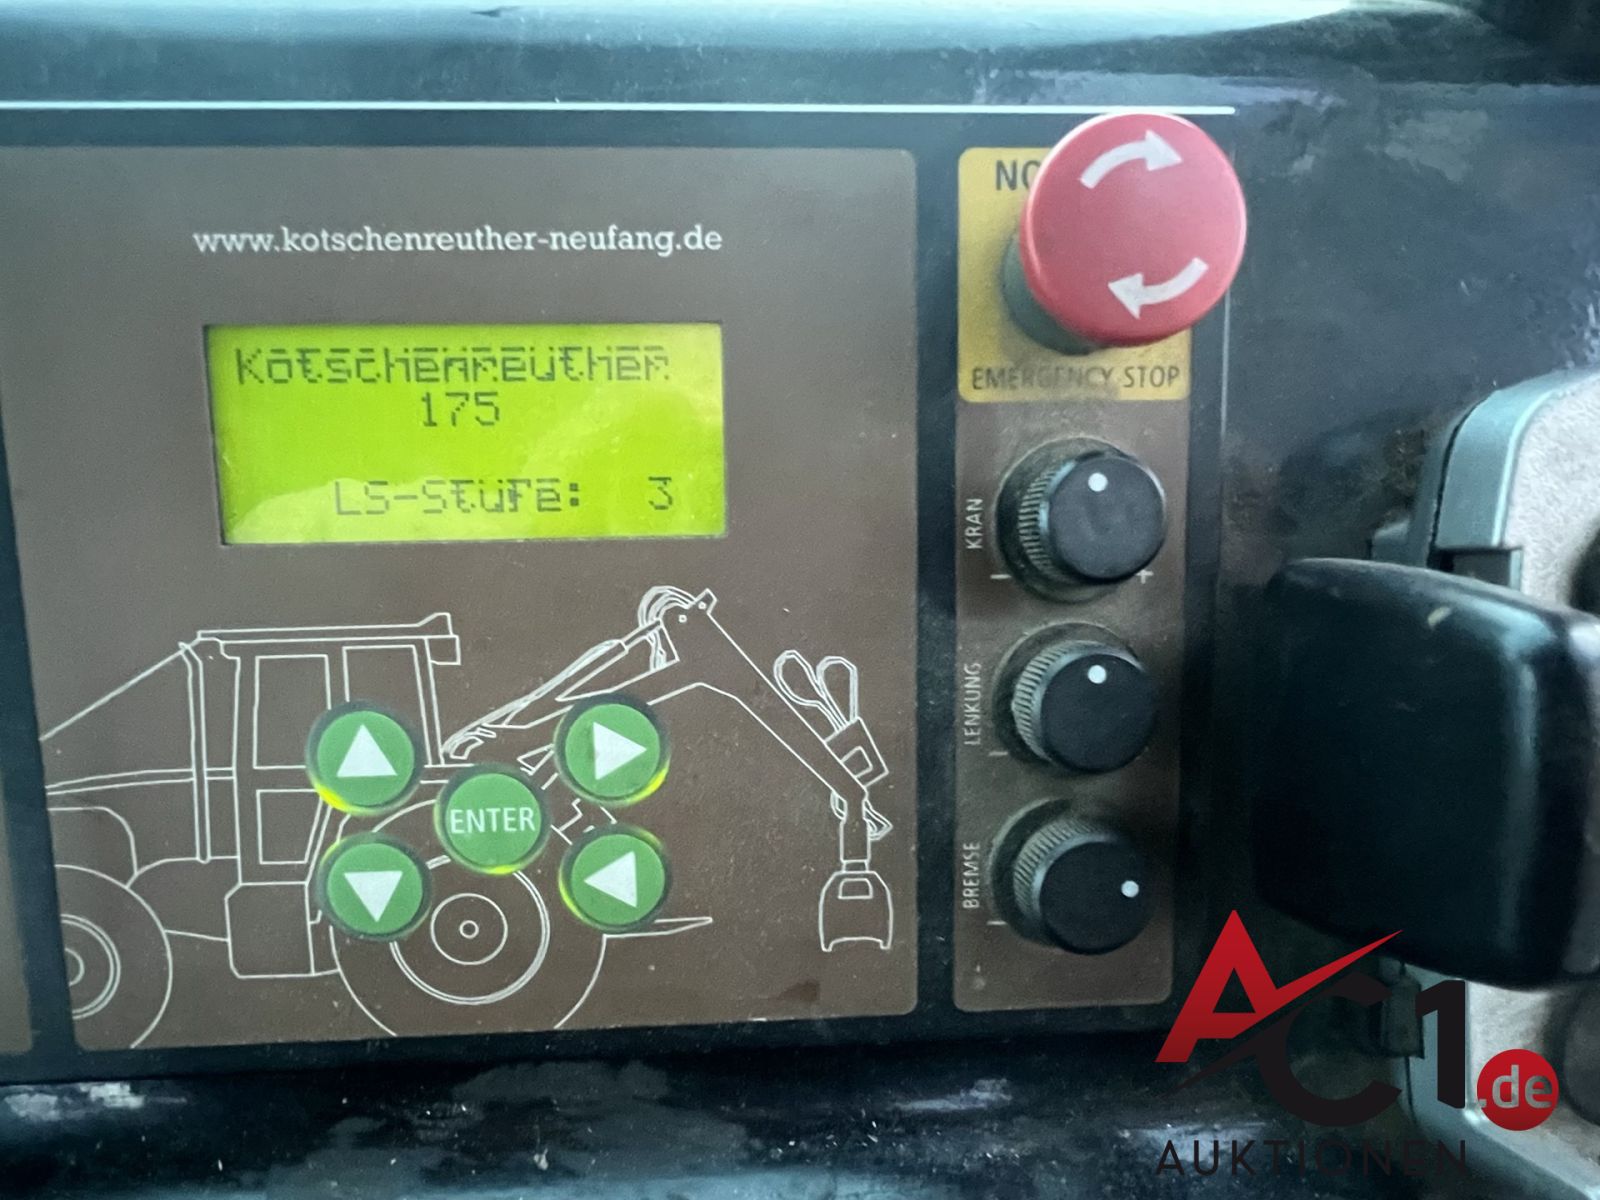 www.kotschenreuther-neufang.de
Kotschenreuther
175
LS-Stufe: 3
EMERGENCY STOP
KRAN
- +
LENKUNG
-
BREMSE
-
ENTER
AC1.de
AUKTIONEN